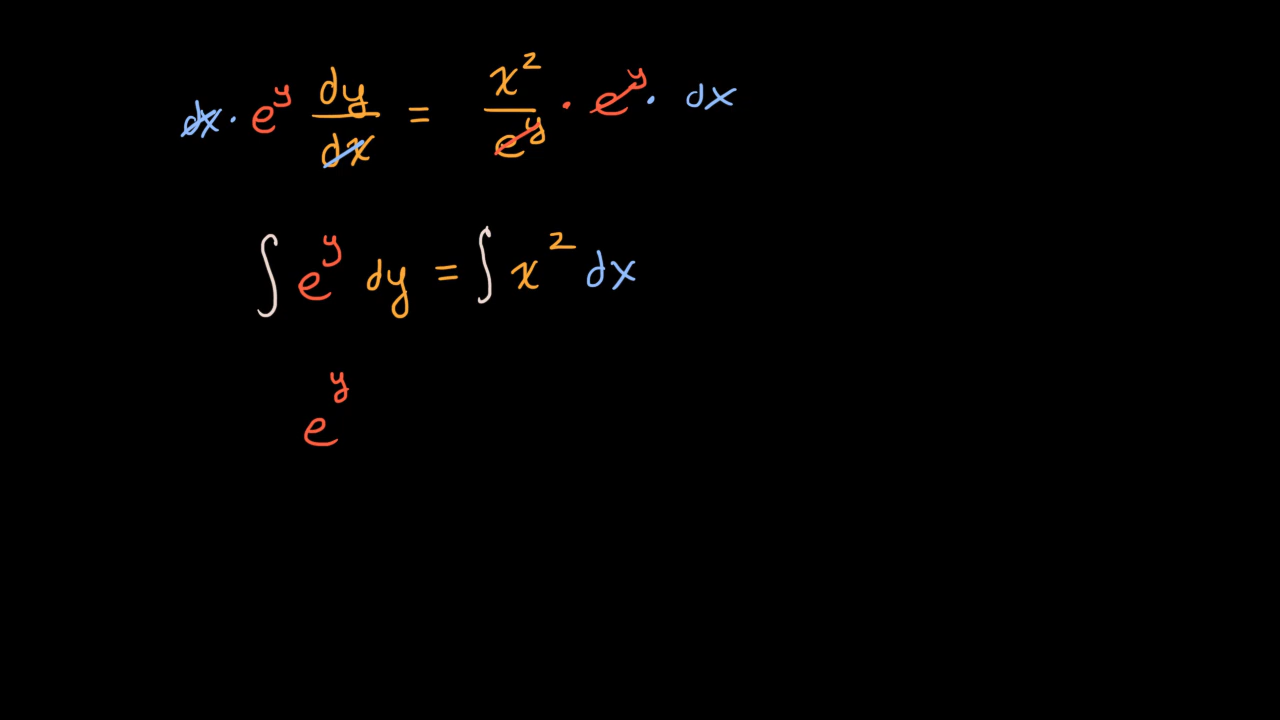 dx · e^y dy/dx = x²/e^y · e^y · dx
∫ e^y dy = ∫ x² dx
e^y